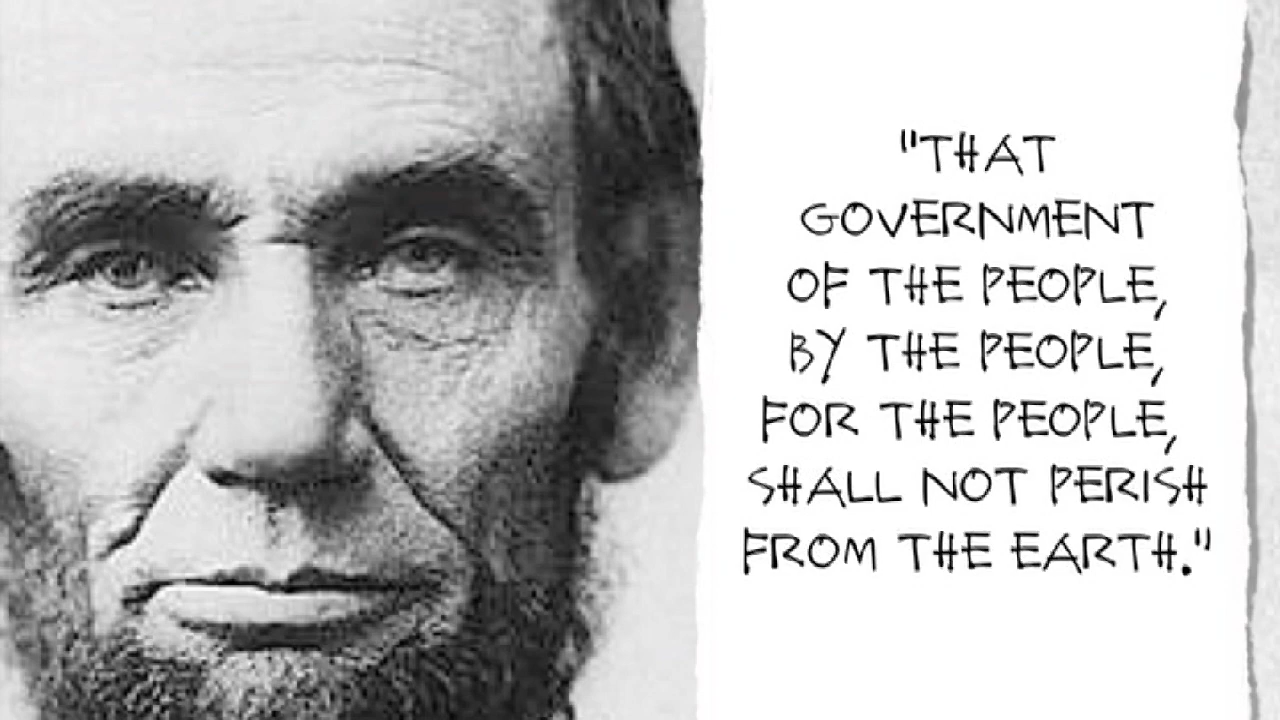 "THAT
GOVERNMENT
OF THE PEOPLE,
BY THE PEOPLE,
FOR THE PEOPLE,
SHALL NOT PERISH
FROM THE EARTH."